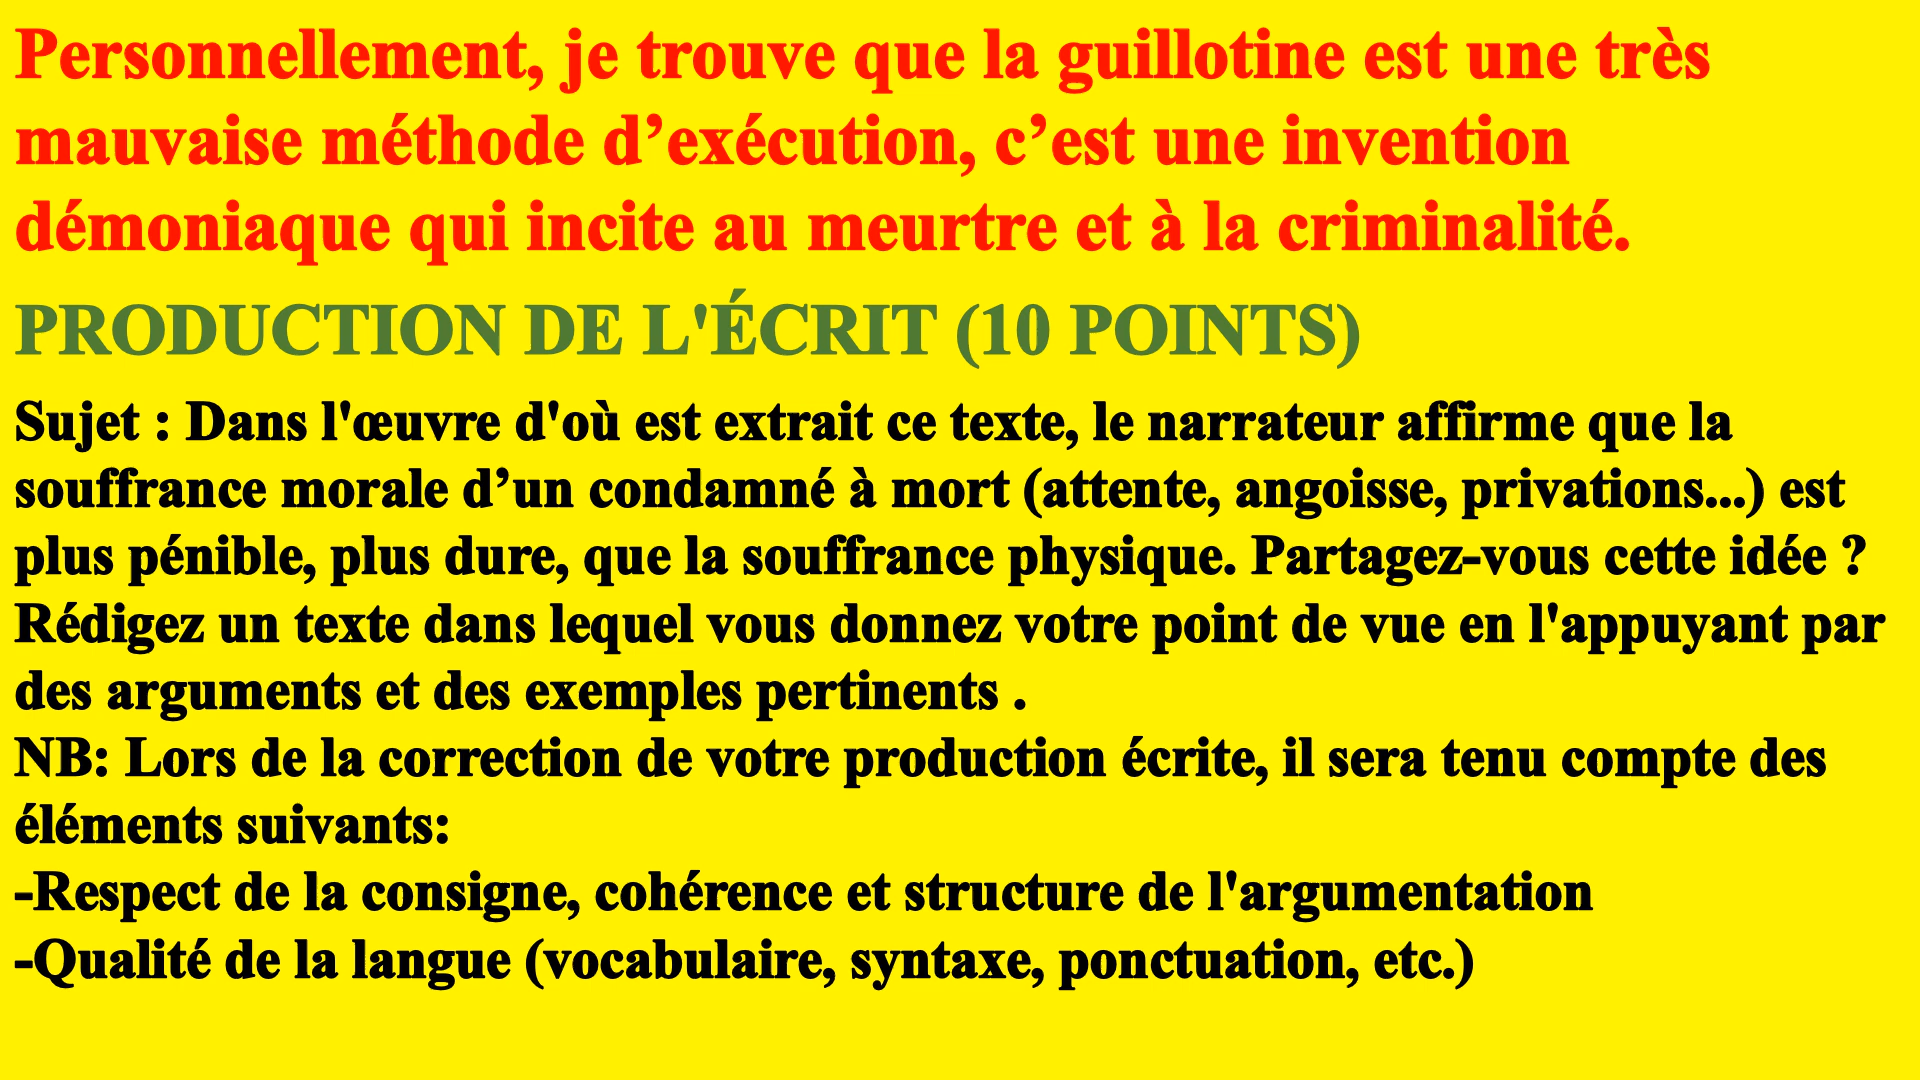 Personnellement, je trouve que la guillotine est une très
mauvaise méthode d’exécution, c’est une invention
démoniaque qui incite au meurtre et à la criminalité.
PRODUCTION DE L'ÉCRIT (10 POINTS)
Sujet : Dans l'œuvre d'où est extrait ce texte, le narrateur affirme que la
souffrance morale d’un condamné à mort (attente, angoisse, privations...) est
plus pénible, plus dure, que la souffrance physique. Partagez-vous cette idée ?
Rédigez un texte dans lequel vous donnez votre point de vue en l'appuyant par
des arguments et des exemples pertinents .
NB: Lors de la correction de votre production écrite, il sera tenu compte des
éléments suivants:
-Respect de la consigne, cohérence et structure de l'argumentation
-Qualité de la langue (vocabulaire, syntaxe, ponctuation, etc.)